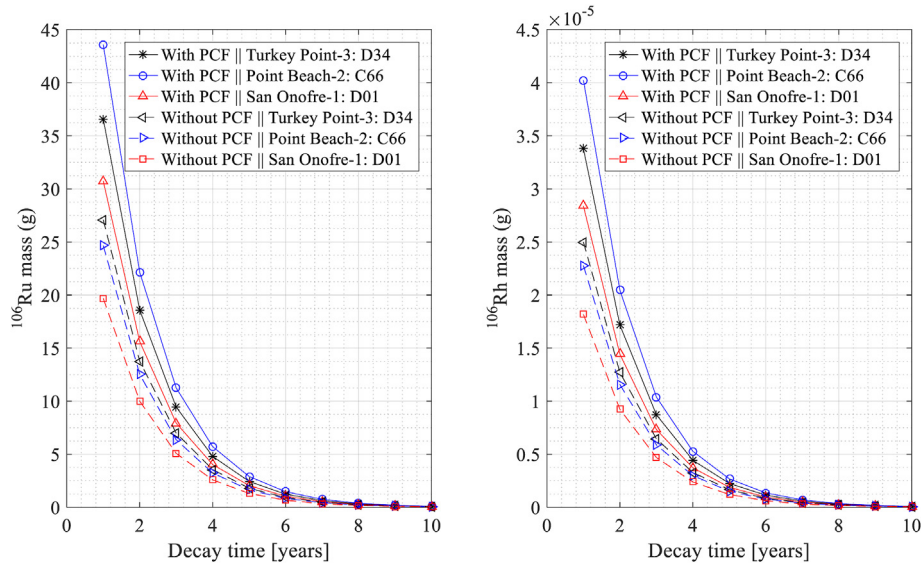 45
40
35
30
25
20
15
10
5
0
0
2
4
6
8
10
¹⁰⁶Ru mass (g)
Decay time [years]
With PCF || Turkey Point-3: D34
With PCF || Point Beach-2: C66
With PCF || San Onofre-1: D01
Without PCF || Turkey Point-3: D34
Without PCF || Point Beach-2: C66
Without PCF || San Onofre-1: D01
×10⁻⁵
4.5
4
3.5
3
2.5
2
1.5
1
0.5
0
0
2
4
6
8
10
¹⁰⁶Rh mass (g)
Decay time [years]
With PCF || Turkey Point-3: D34
With PCF || Point Beach-2: C66
With PCF || San Onofre-1: D01
Without PCF || Turkey Point-3: D34
Without PCF || Point Beach-2: C66
Without PCF || San Onofre-1: D01